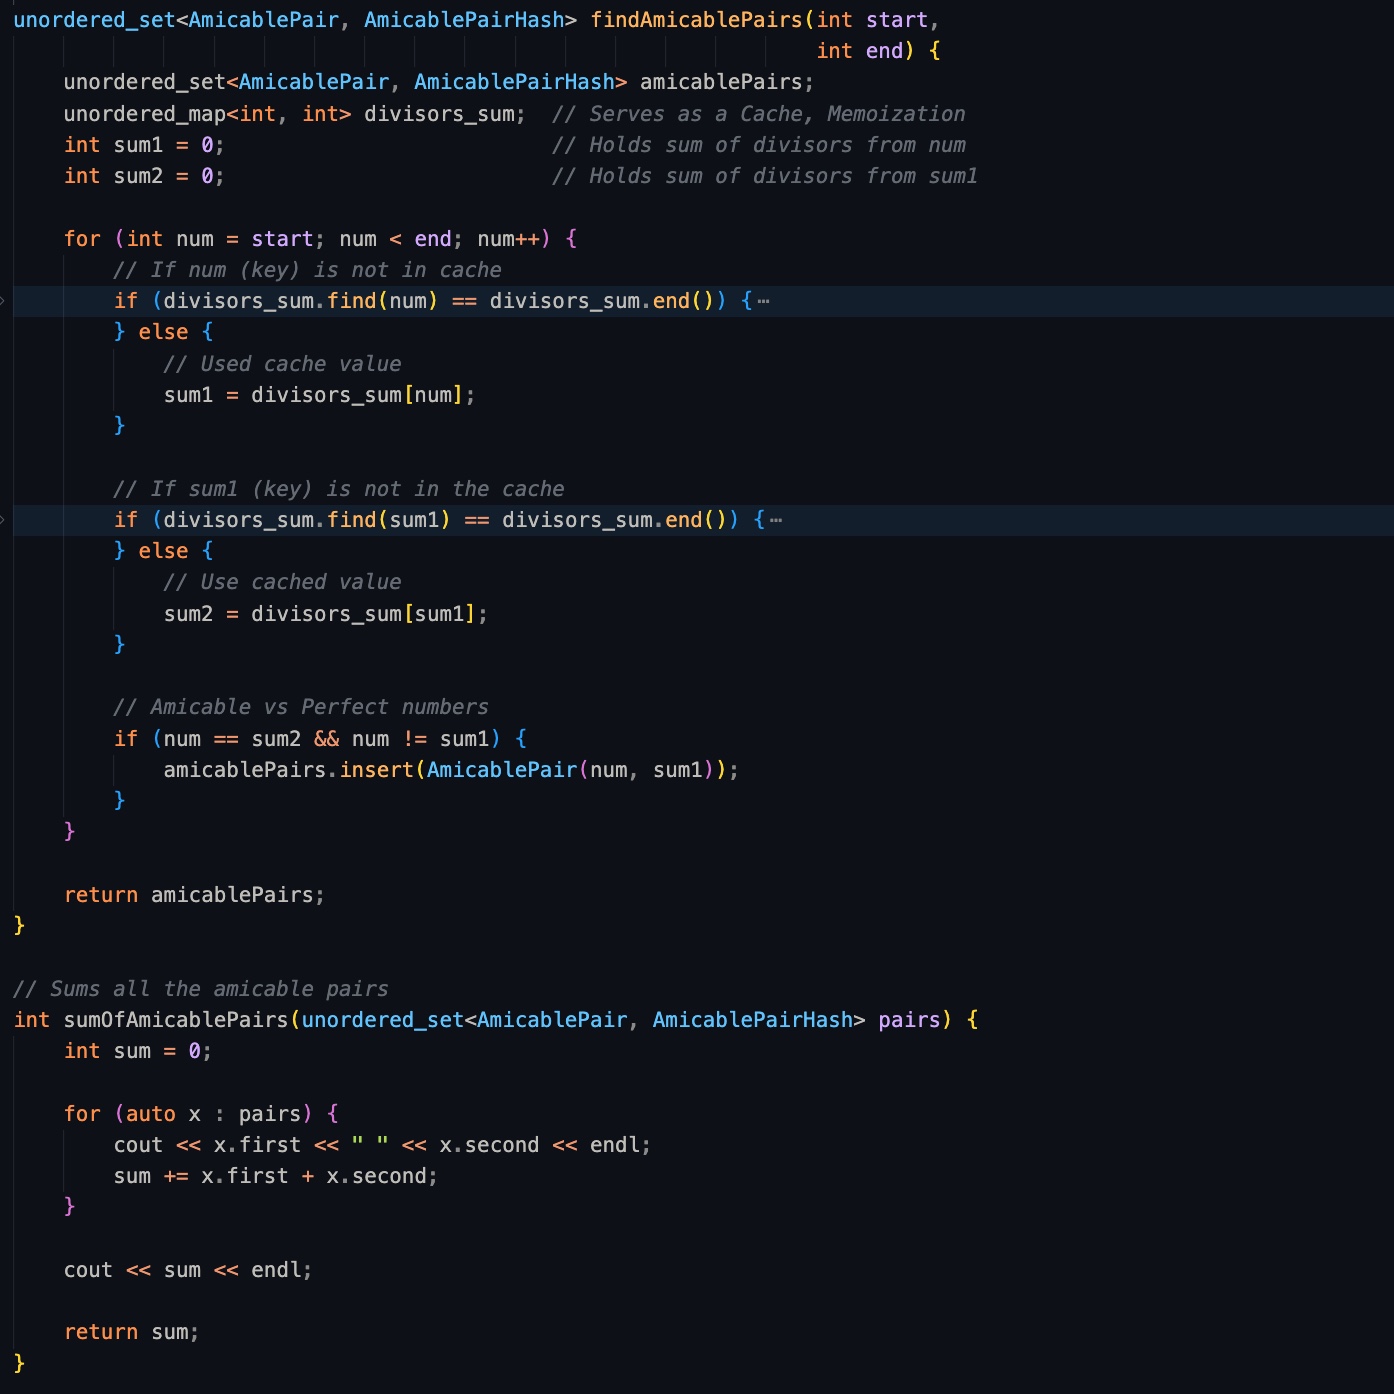 unordered_set<AmicablePair, AmicablePairHash> findAmicablePairs(int start,
                                                                int end) {
    unordered_set<AmicablePair, AmicablePairHash> amicablePairs;
    unordered_map<int, int> divisors_sum;  // Serves as a Cache, Memoization
    int sum1 = 0;                          // Holds sum of divisors from num
    int sum2 = 0;                          // Holds sum of divisors from sum1

    for (int num = start; num < end; num++) {
        // If num (key) is not in cache
        if (divisors_sum.find(num) == divisors_sum.end()) {⋯
        } else {
            // Used cache value
            sum1 = divisors_sum[num];
        }

        // If sum1 (key) is not in the cache
        if (divisors_sum.find(sum1) == divisors_sum.end()) {⋯
        } else {
            // Use cached value
            sum2 = divisors_sum[sum1];
        }

        // Amicable vs Perfect numbers
        if (num == sum2 && num != sum1) {
            amicablePairs.insert(AmicablePair(num, sum1));
        }
    }

    return amicablePairs;
}

// Sums all the amicable pairs
int sumOfAmicablePairs(unordered_set<AmicablePair, AmicablePairHash> pairs) {
    int sum = 0;

    for (auto x : pairs) {
        cout << x.first << " " << x.second << endl;
        sum += x.first + x.second;
    }

    cout << sum << endl;

    return sum;
}